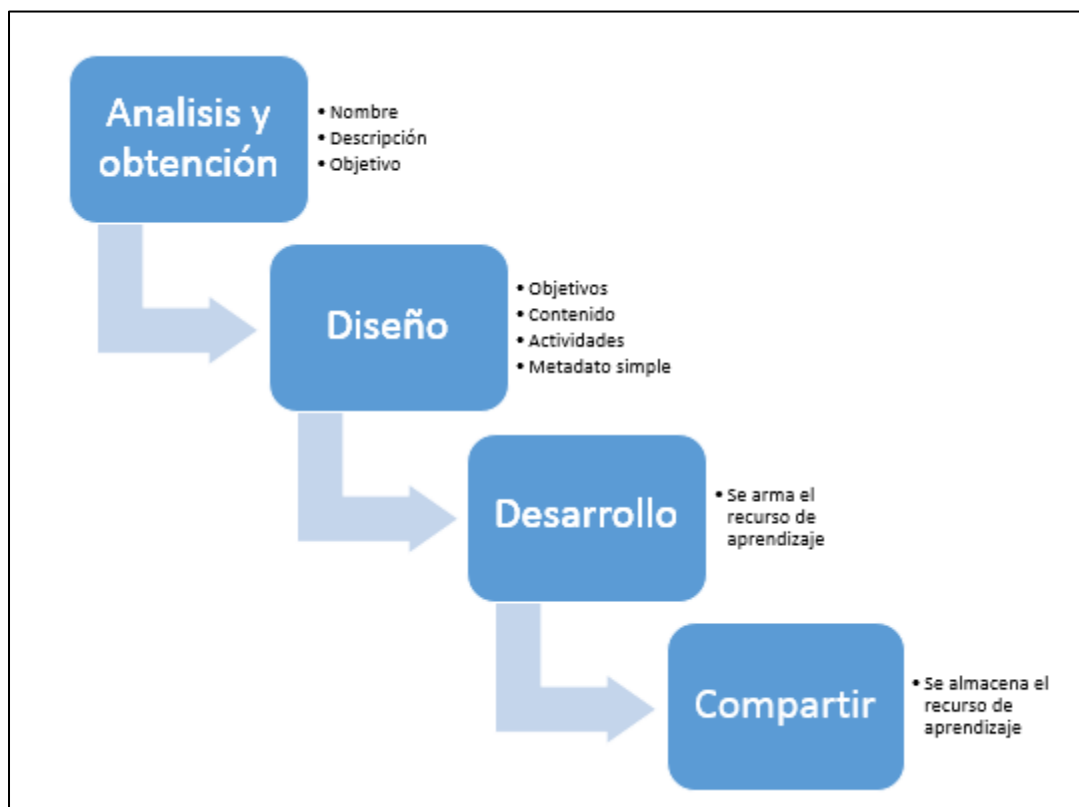 Analisis y
obtención
• Nombre
• Descripción
• Objetivo
Diseño
• Objetivos
• Contenido
• Actividades
• Metadato simple
Desarrollo
• Se arma el
recurso de
aprendizaje
Compartir
• Se almacena el
recurso de
aprendizaje